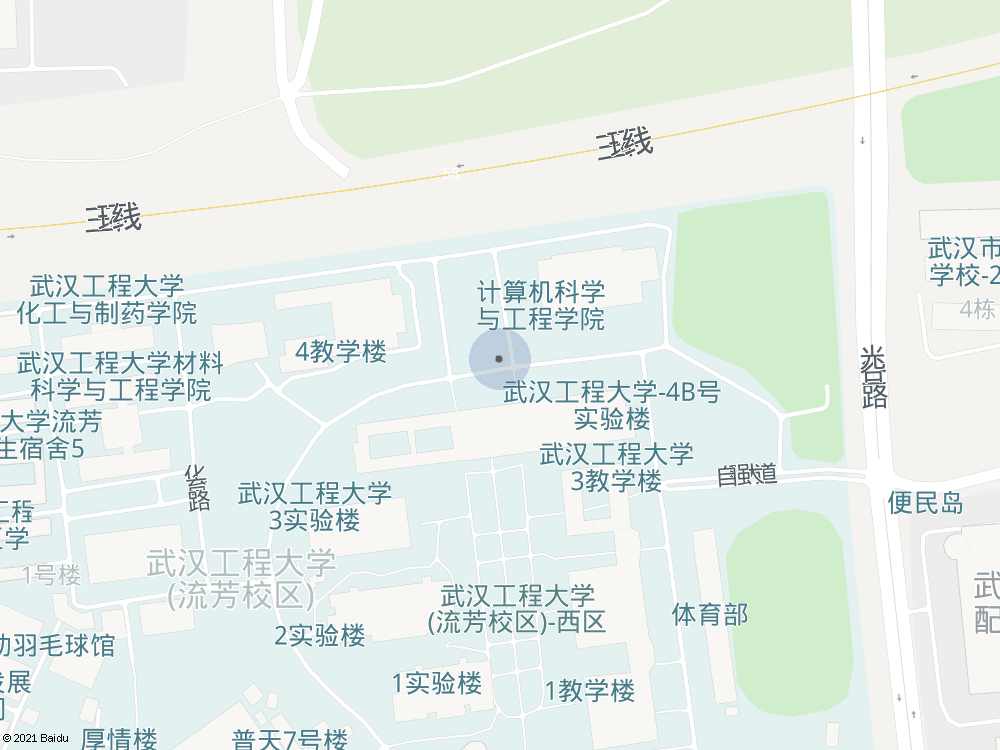 三环线
三环线
武汉工程大学
化工与制药学院
计算机科学
与工程学院
武汉市
学校-2
4栋
4教学楼
武汉工程大学材料
科学与工程学院
光谷一路
武汉工程大学-4B号
实验楼
大学流芳
生宿舍5
武汉工程大学
3教学楼
自强大道
化育路
武汉工程大学
3实验楼
便民岛
工程
1号楼
武汉工程大学
(流芳校区)
武汉工程大学
(流芳校区)-西区
体育部
武
配
2实验楼
羽毛球馆
发展
1实验楼
1教学楼
厚情楼
普天7号楼
© 2021 Baidu